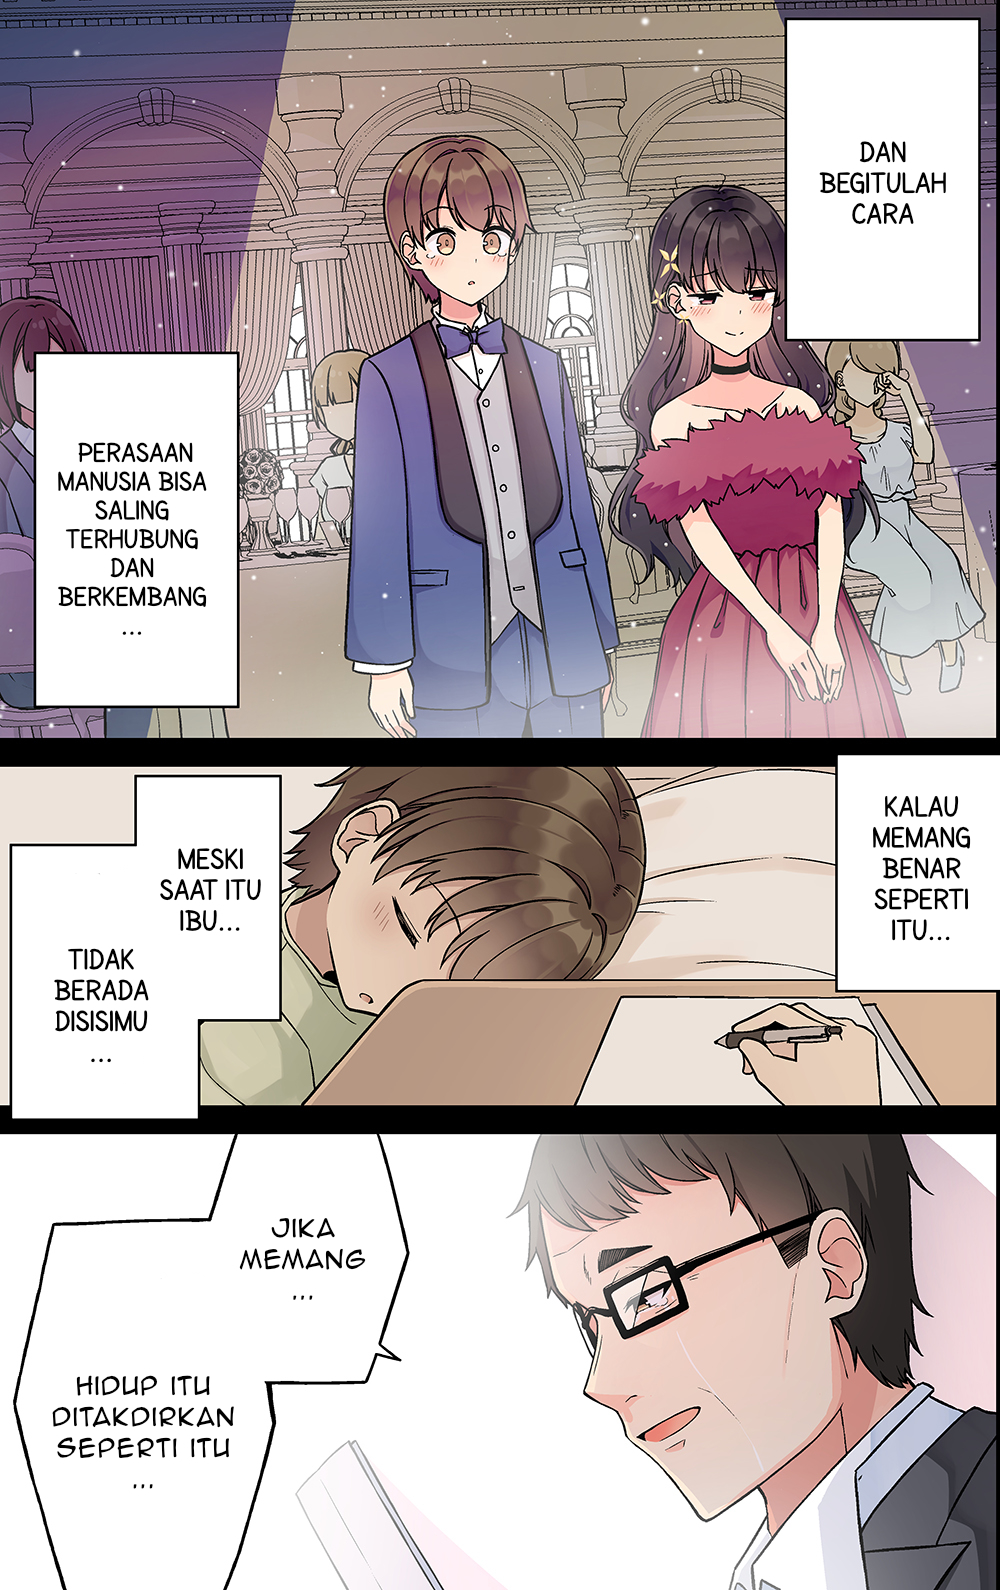 DAN
BEGITULAH
CARA
PERASAAN
MANUSIA BISA
SALING
TERHUBUNG
DAN
BERKEMBANG
...
KALAU
MEMANG
BENAR
SEPERTI
ITU...
MESKI
SAAT ITU
IBU...
TIDAK
BERADA
DISISIMU
...
JIKA
MEMANG
...
HIDUP ITU
DITAKDIRKAN
SEPERTI ITU
...